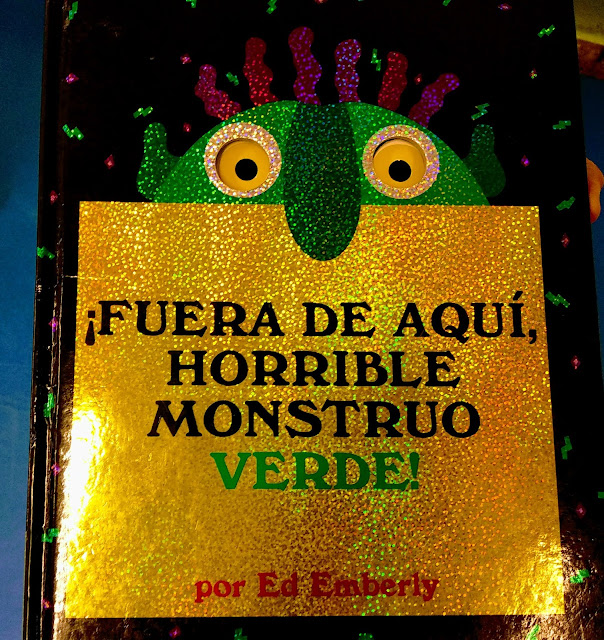 ¡FUERA DE AQUÍ,
HORRIBLE
MONSTRUO
VERDE!
por Ed Emberly